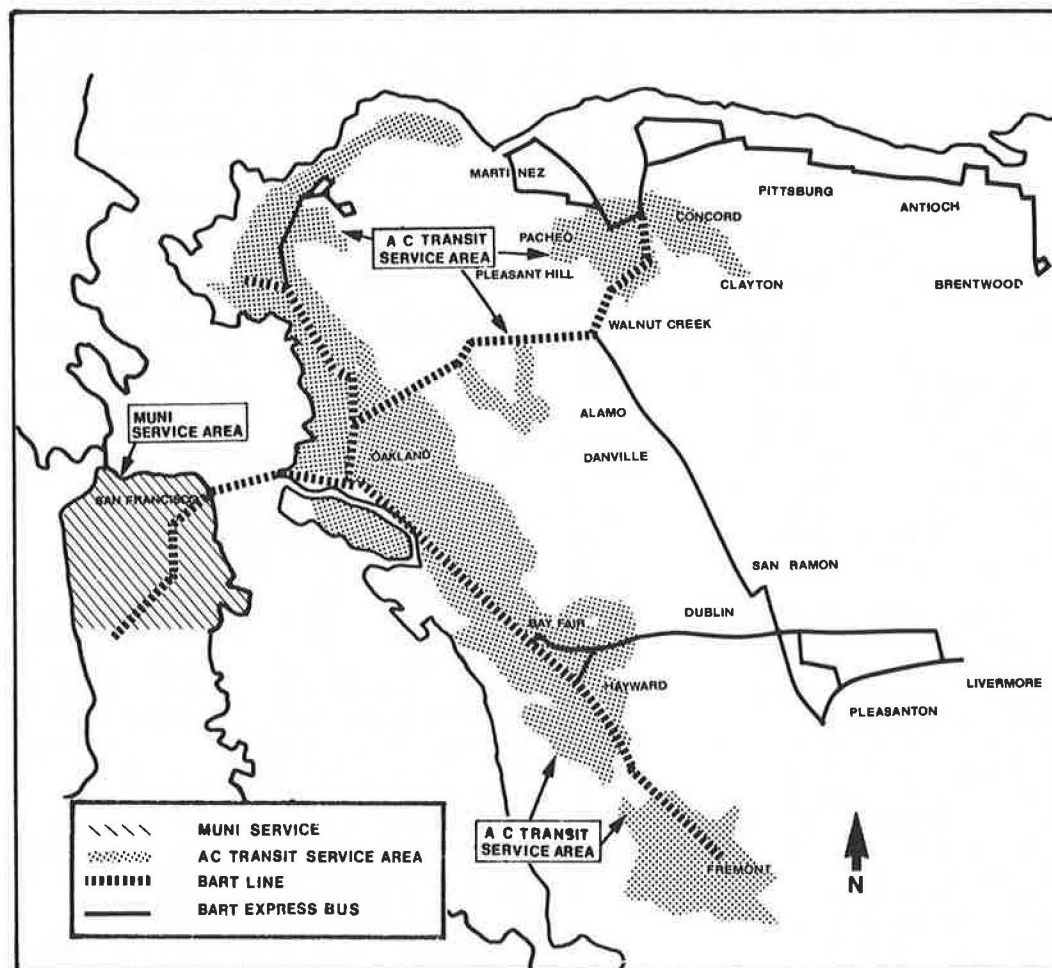 MARTINEZ
PITTSBURG
ANTIOCH
CONCORD
A C TRANSIT
SERVICE AREA
PACHEO
PLEASANT HILL
CLAYTON
BRENTWOOD
WALNUT CREEK
MUNI
SERVICE AREA
ALAMO
OAKLAND
DANVILLE
SAN FRANCISCO
SAN RAMON
DUBLIN
BAY FAIR
HAYWARD
LIVERMORE
PLEASANTON
A C TRANSIT
SERVICE AREA
FREMONT
N
MUNI SERVICE
AC TRANSIT SERVICE AREA
BART LINE
BART EXPRESS BUS